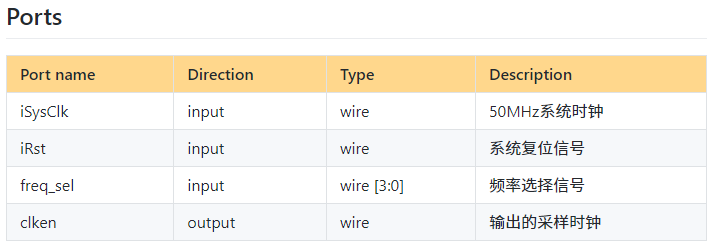 Ports
Port name Direction Type Description
iSysClk input wire 50MHz系统时钟
iRst input wire 系统复位信号
freq_sel input wire [3:0] 频率选择信号
clken output wire 输出的采样时钟